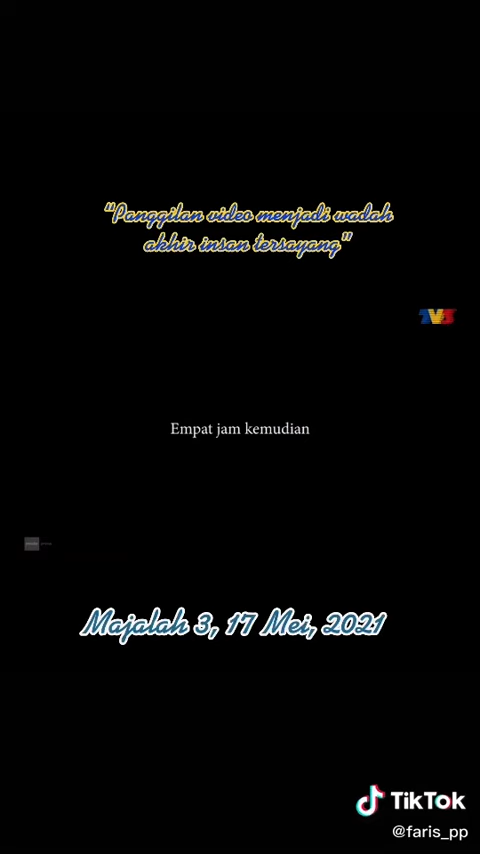 "Panggilan video menjadi wadah
akhir insan tersayang"
TV3
Empat jam kemudian
Majalah 3, 17 Mei, 2021
TikTok
@faris_pp